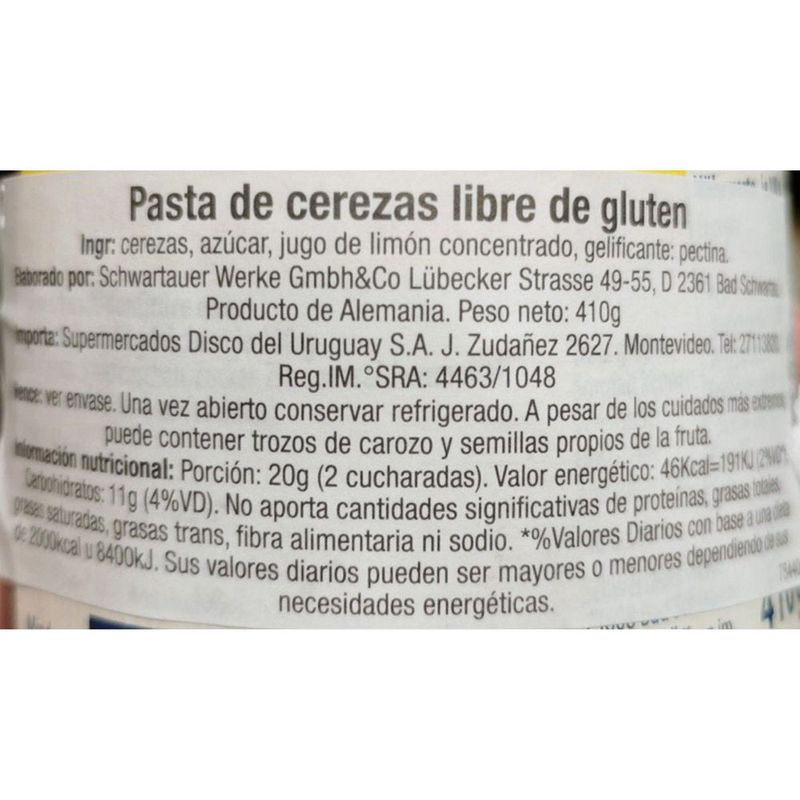 Pasta de cerezas libre de gluten
Ingr: cerezas, azúcar, jugo de limón concentrado, gelificante: pectina.
Elaborado por: Schwartauer Werke Gmbh&Co Lübecker Strasse 49-55, D 2361 Bad
Producto de Alemania. Peso neto: 410g
Importa: Supermercados Disco del Uruguay S.A. J. Zudañez 2627. Montevideo. Tel:
Reg.IM.°SRA: 4463/1048
Vence: ver envase. Una vez abierto conservar refrigerado. A pesar de los cuidados más extremos
puede contener trozos de carozo y semillas propios de la fruta.
Información nutricional: Porción: 20g (2 cucharadas). Valor energético: 46Kcal=191KJ (2%VD*).
Carbohidratos: 11g (4%VD). No aporta cantidades significativas de proteínas, grasas totales,
grasas saturadas, grasas trans, fibra alimentaria ni sodio. *%Valores Diarios con base a una dieta
de 2000kcal u 8400kJ. Sus valores diarios pueden ser mayores o menores dependiendo de sus
necesidades energéticas.